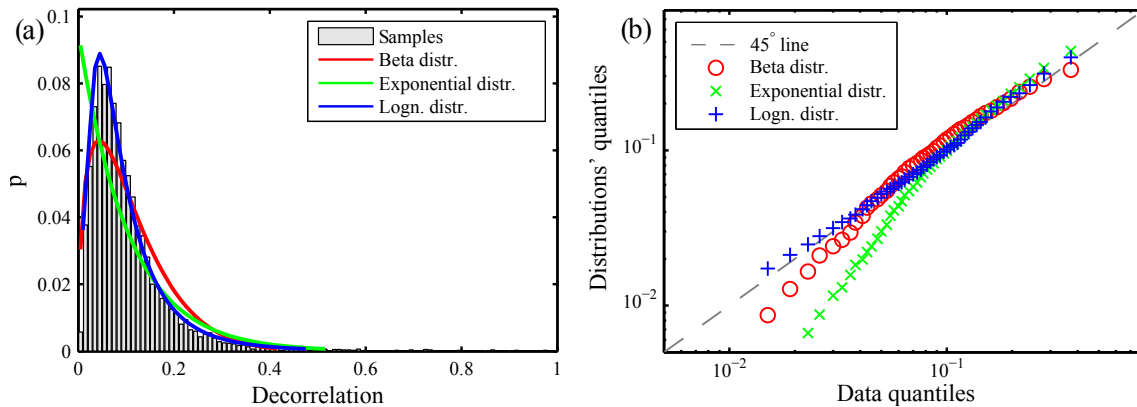 (a)
0.1
0.08
0.06
0.04
0.02
0
p
Samples
Beta distr.
Exponential distr.
Logn. distr.
0 0.2 0.4 0.6 0.8 1
Decorrelation
(b)
45° line
Beta distr.
Exponential distr.
Logn. distr.
Distributions' quantiles
10⁻¹
10⁻²
10⁻² 10⁻¹
Data quantiles